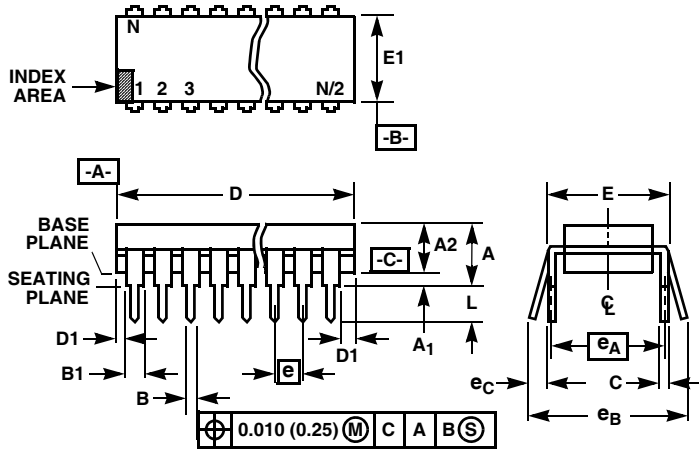 N
E1
INDEX
AREA
1 2 3 N/2
-B-
-A-
D
E
BASE
PLANE
A2
A
-C-
SEATING
PLANE
L
D1
A1
D1
B1
e
B
℄
eA
eC
C
eB
⌖ 0.010 (0.25) Ⓜ C A B Ⓢ